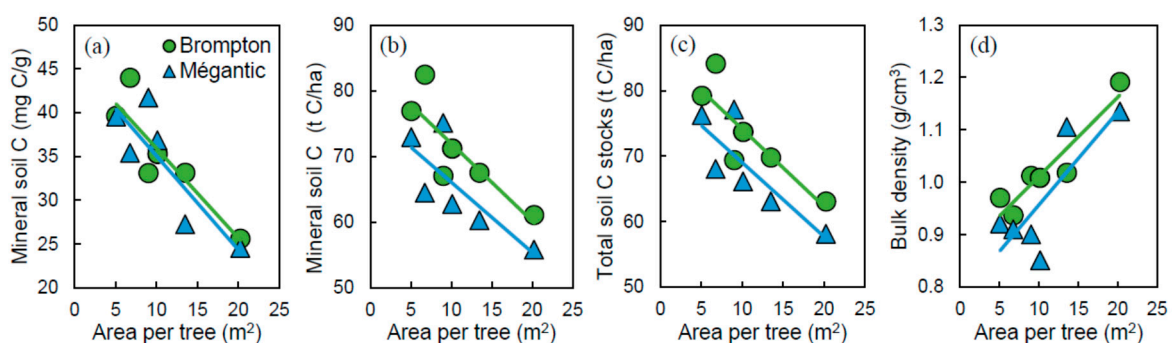 (a)
Brompton
Mégantic
Mineral soil C (mg C/g)
50
45
40
35
30
25
20
0 5 10 15 20 25
Area per tree (m²)
(b)
Mineral soil C (t C/ha)
90
80
70
60
50
0 5 10 15 20 25
Area per tree (m²)
(c)
Total soil C stocks (t C/ha)
90
80
70
60
50
0 5 10 15 20 25
Area per tree (m²)
(d)
Bulk density (g/cm³)
1.3
1.2
1.1
1.0
0.9
0.8
0 5 10 15 20 25
Area per tree (m²)